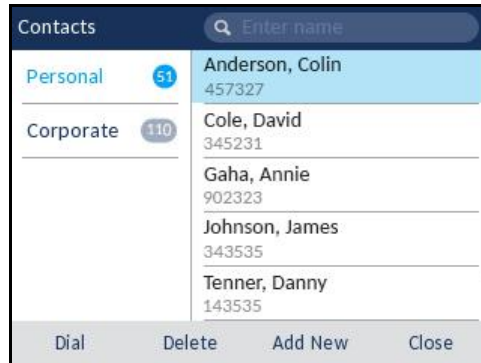 Contacts
Enter name
Personal 51
Corporate 110
Anderson, Colin
457327
Cole, David
345231
Gaha, Annie
902323
Johnson, James
343535
Tenner, Danny
143535
Dial Delete Add New Close